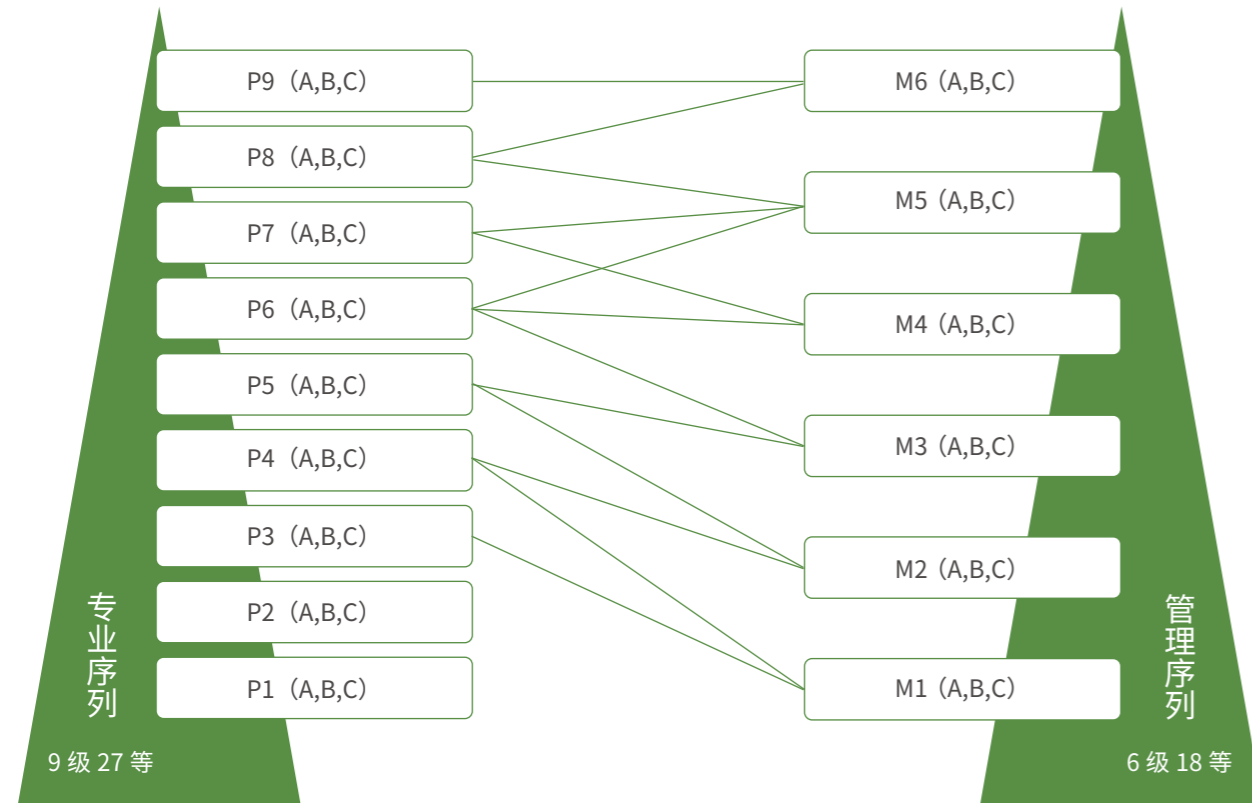 P9（A,B,C）
P8（A,B,C）
P7（A,B,C）
P6（A,B,C）
P5（A,B,C）
P4（A,B,C）
P3（A,B,C）
P2（A,B,C）
P1（A,B,C）
专业序列
9 级 27 等
M6（A,B,C）
M5（A,B,C）
M4（A,B,C）
M3（A,B,C）
M2（A,B,C）
M1（A,B,C）
管理序列
6 级 18 等